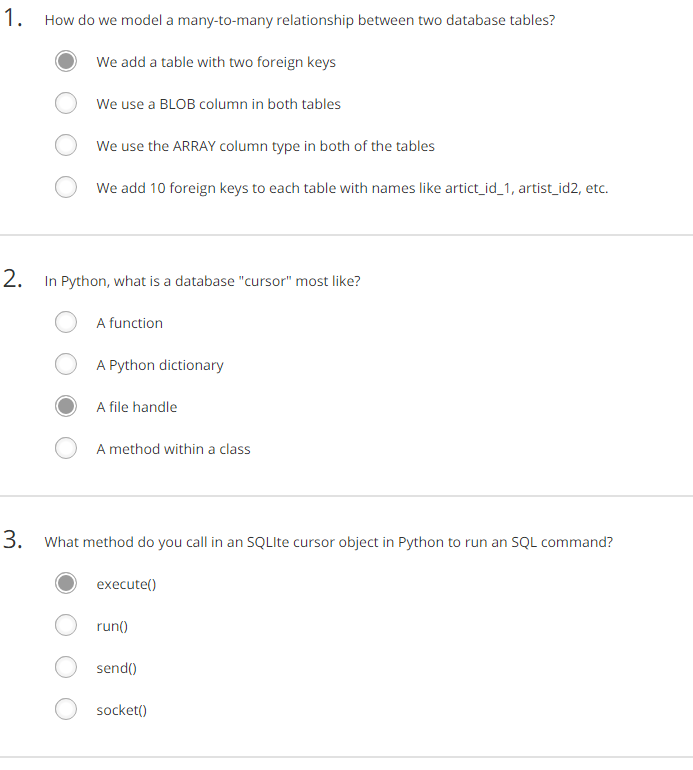 1. How do we model a many-to-many relationship between two database tables?
We add a table with two foreign keys
We use a BLOB column in both tables
We use the ARRAY column type in both of the tables
We add 10 foreign keys to each table with names like artict_id_1, artist_id2, etc.
2. In Python, what is a database "cursor" most like?
A function
A Python dictionary
A file handle
A method within a class
3. What method do you call in an SQLIte cursor object in Python to run an SQL command?
execute()
run()
send()
socket()